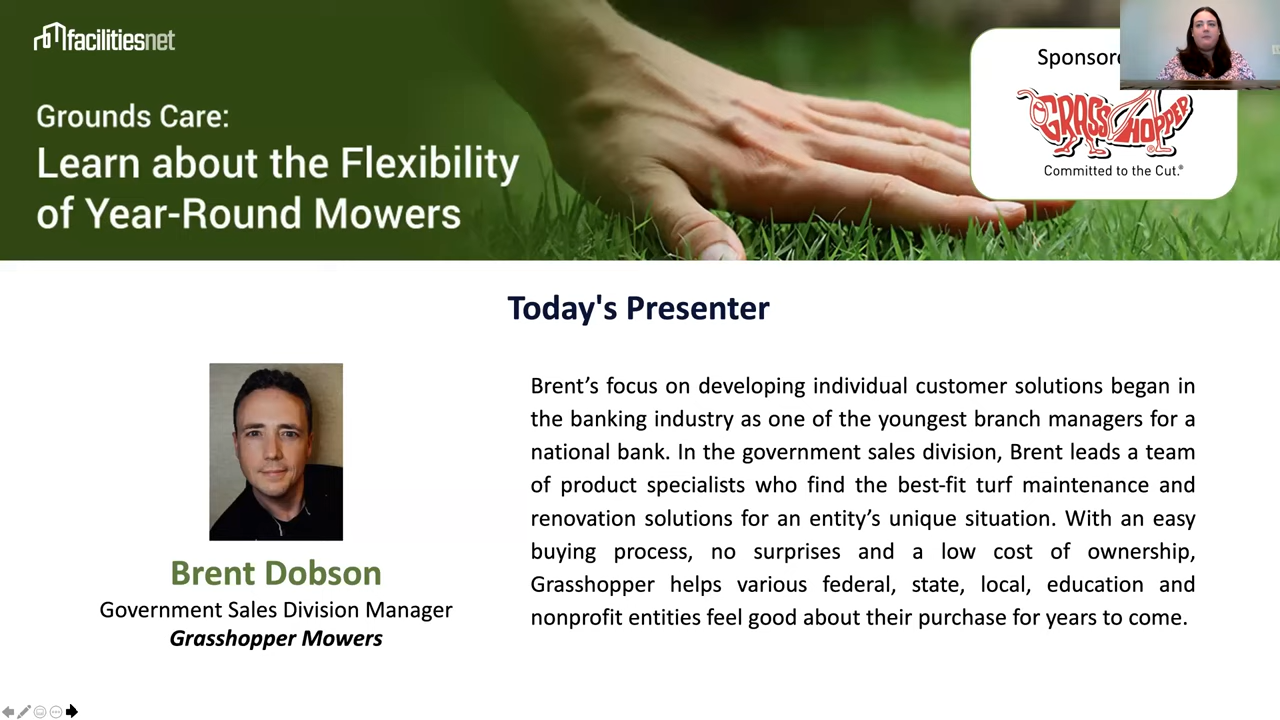 facilitiesnet
Grounds Care:
Learn about the Flexibility
of Year-Round Mowers
GRASSHOPPER
Committed to the Cut.®
Today's Presenter
Brent Dobson
Government Sales Division Manager
Grasshopper Mowers
Brent’s focus on developing individual customer solutions began in
the banking industry as one of the youngest branch managers for a
national bank. In the government sales division, Brent leads a team
of product specialists who find the best-fit turf maintenance and
renovation solutions for an entity’s unique situation. With an easy
buying process, no surprises and a low cost of ownership,
Grasshopper helps various federal, state, local, education and
nonprofit entities feel good about their purchase for years to come.